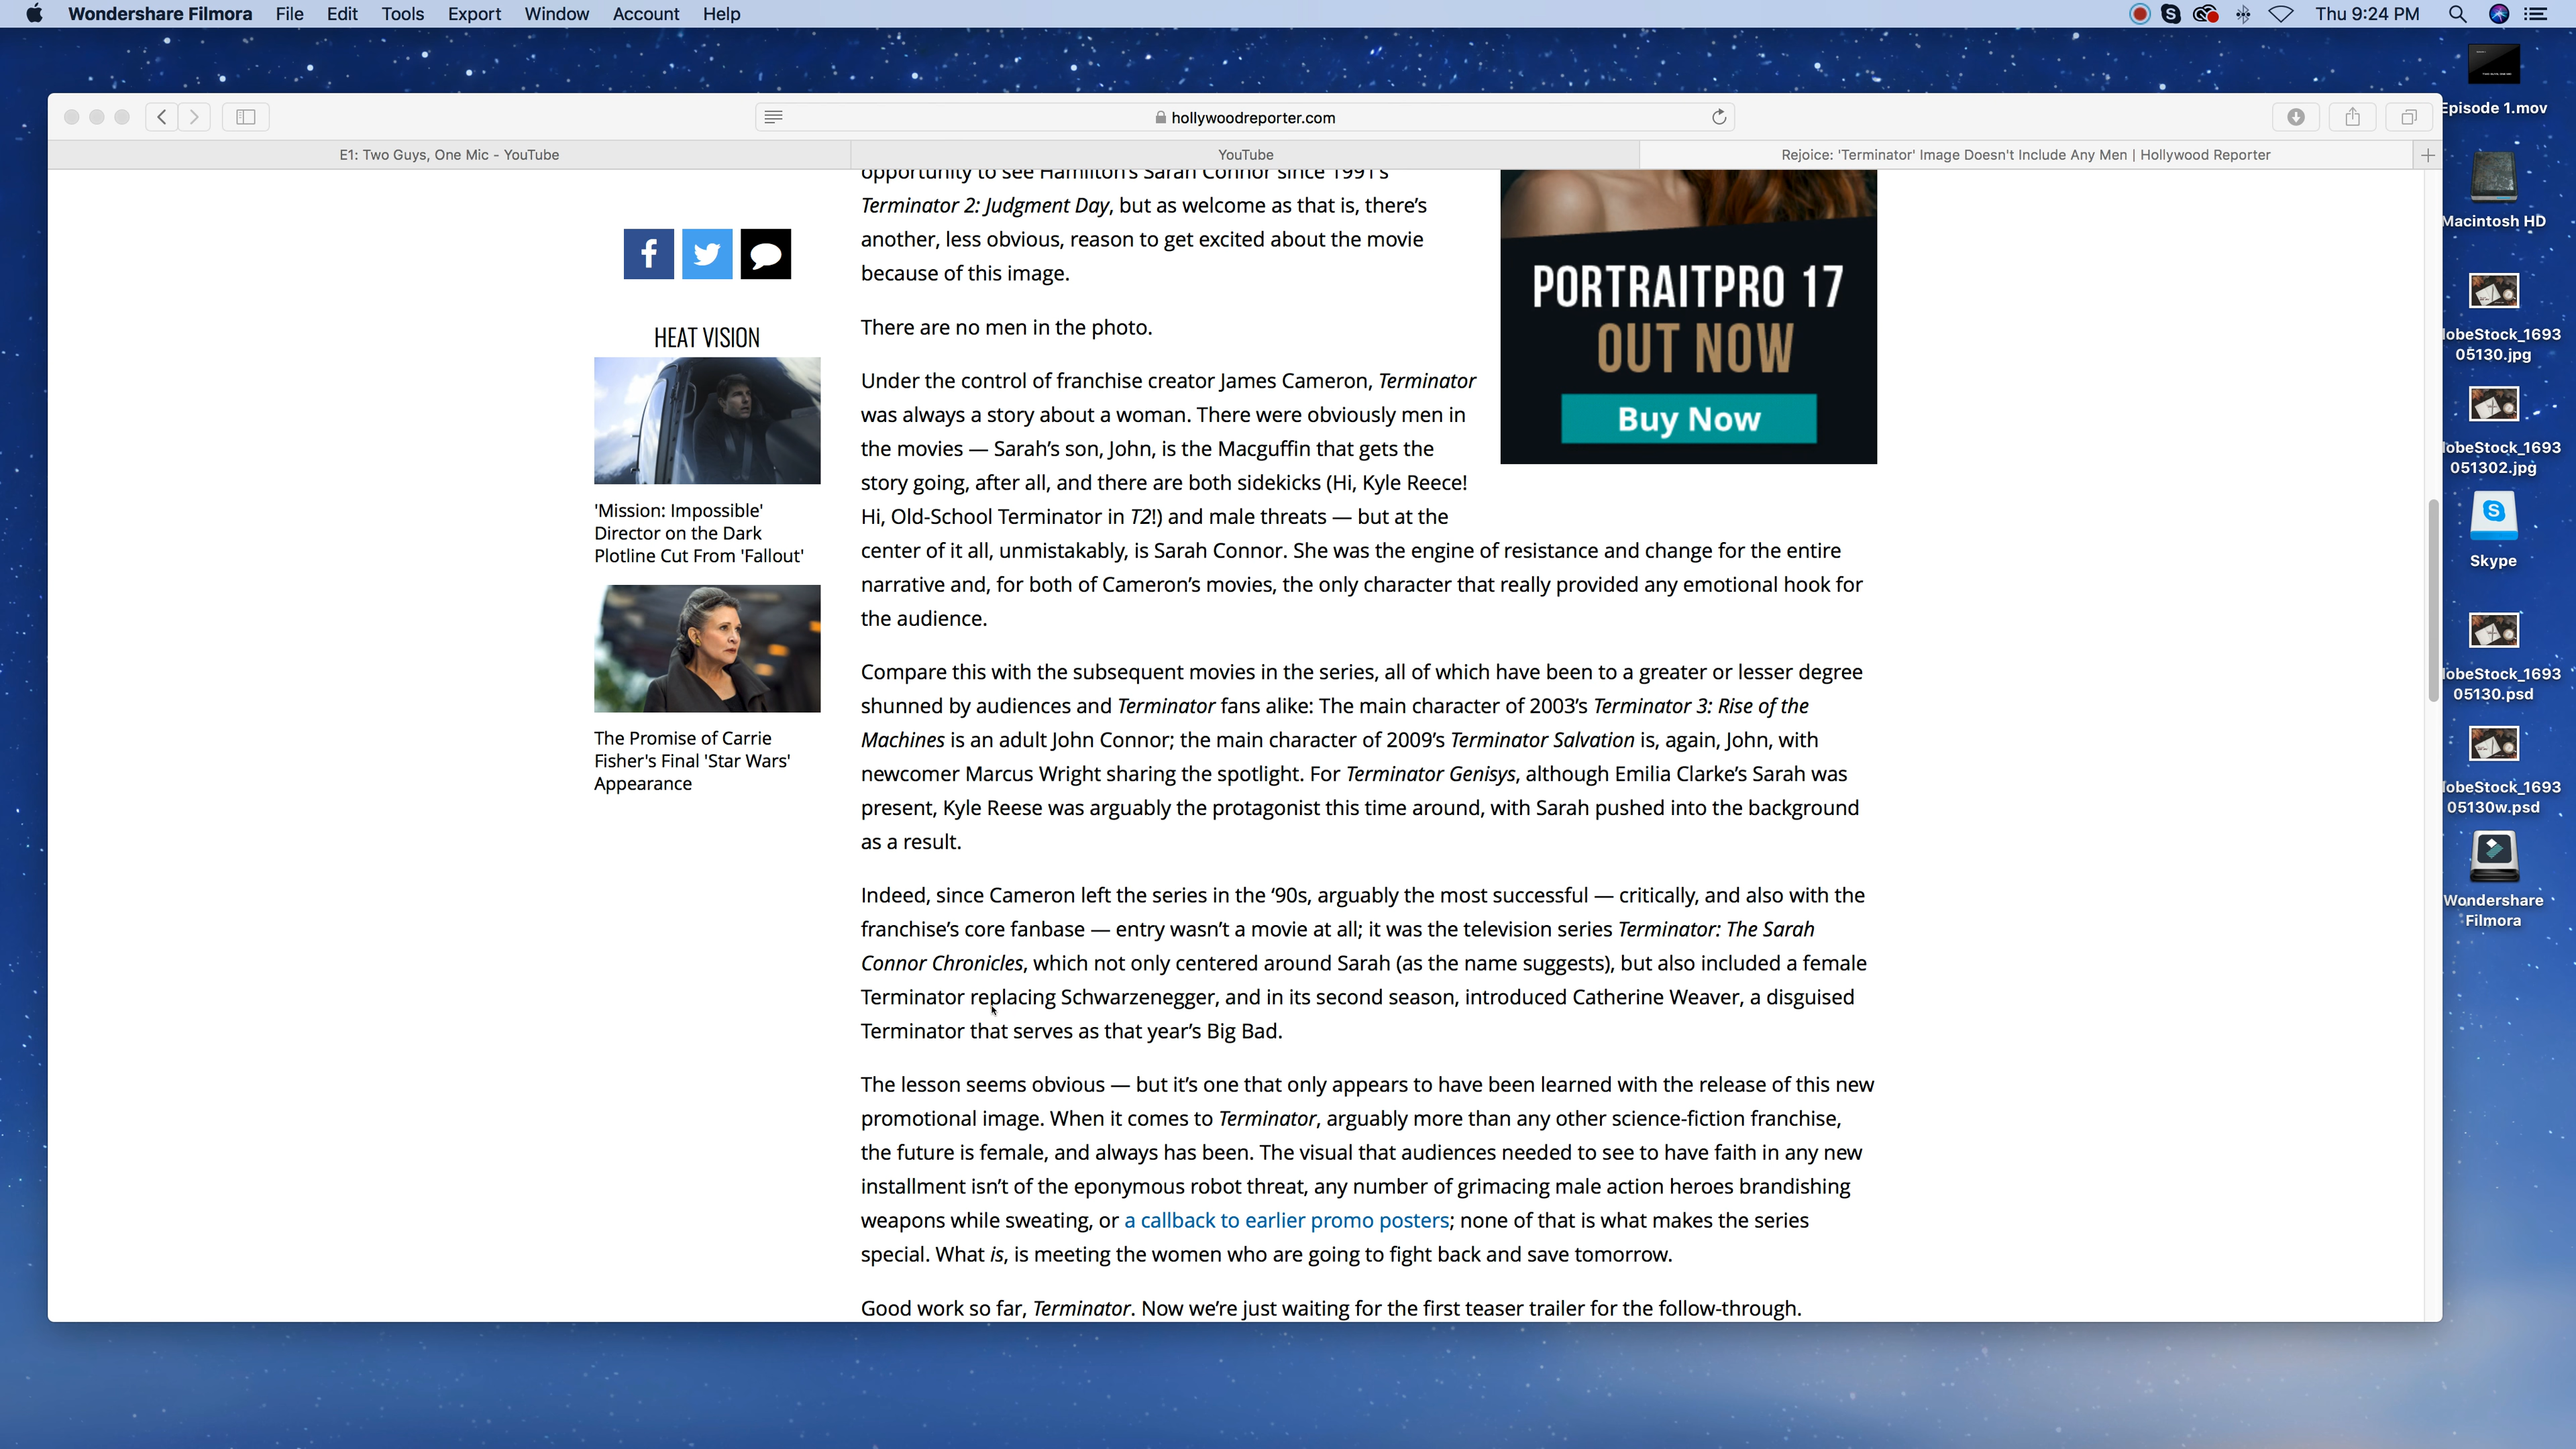 Wondershare Filmora File Edit Tools Export Window Account Help Thu 9:24 PM
Episode 1.mov
hollywoodreporter.com
E1: Two Guys, One Mic - YouTube YouTube Rejoice: 'Terminator' Image Doesn't Include Any Men | Hollywood Reporter
Macintosh HD
lobeStock_1693
05130.jpg
lobeStock_1693
051302.jpg
Skype
lobeStock_1693
05130.psd
lobeStock_1693
05130w.psd
Wondershare
Filmora
HEAT VISION
'Mission: Impossible'
Director on the Dark
Plotline Cut From 'Fallout'
The Promise of Carrie
Fisher's Final 'Star Wars'
Appearance
opportunity to see Hamilton's Sarah Connor since 1991's
Terminator 2: Judgment Day, but as welcome as that is, there's
another, less obvious, reason to get excited about the movie
because of this image.
There are no men in the photo.
Under the control of franchise creator James Cameron, Terminator
was always a story about a woman. There were obviously men in
the movies — Sarah's son, John, is the Macguffin that gets the
story going, after all, and there are both sidekicks (Hi, Kyle Reece!
Hi, Old-School Terminator in T2!) and male threats — but at the
center of it all, unmistakably, is Sarah Connor. She was the engine of resistance and change for the entire
narrative and, for both of Cameron's movies, the only character that really provided any emotional hook for
the audience.
Compare this with the subsequent movies in the series, all of which have been to a greater or lesser degree
shunned by audiences and Terminator fans alike: The main character of 2003's Terminator 3: Rise of the
Machines is an adult John Connor; the main character of 2009's Terminator Salvation is, again, John, with
newcomer Marcus Wright sharing the spotlight. For Terminator Genisys, although Emilia Clarke's Sarah was
present, Kyle Reese was arguably the protagonist this time around, with Sarah pushed into the background
as a result.
Indeed, since Cameron left the series in the '90s, arguably the most successful — critically, and also with the
franchise's core fanbase — entry wasn't a movie at all; it was the television series Terminator: The Sarah
Connor Chronicles, which not only centered around Sarah (as the name suggests), but also included a female
Terminator replacing Schwarzenegger, and in its second season, introduced Catherine Weaver, a disguised
Terminator that serves as that year's Big Bad.
The lesson seems obvious — but it's one that only appears to have been learned with the release of this new
promotional image. When it comes to Terminator, arguably more than any other science-fiction franchise,
the future is female, and always has been. The visual that audiences needed to see to have faith in any new
installment isn't of the eponymous robot threat, any number of grimacing male action heroes brandishing
weapons while sweating, or a callback to earlier promo posters; none of that is what makes the series
special. What is, is meeting the women who are going to fight back and save tomorrow.
Good work so far, Terminator. Now we're just waiting for the first teaser trailer for the follow-through.
PORTRAITPRO 17
OUT NOW
Buy Now